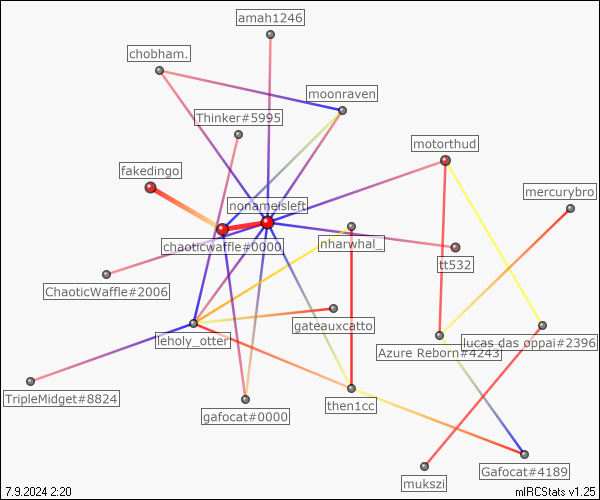 amah1246
chobham.
moonraven
Thinker#5995
motorthud
fakedingo
mercurybro
nonameisleft
chaoticwaffle#0000
nharwhal_
tt532
ChaoticWaffle#2006
gateauxcatto
leholy_otter
lucas das oppai#2396
Azure Reborn#4243
TripleMidget#8824
then1cc
gafocat#0000
Gafocat#4189
mukszi
7.9.2024 2:20
mIRCStats v1.25